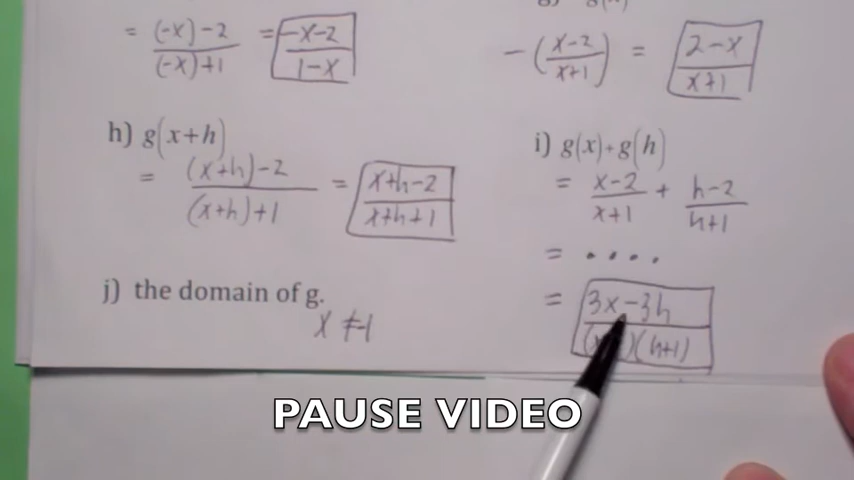 = (-x)-2 / (-x)+1 = -x-2 / 1-x
-(x-2 / x+1) = 2-x / x+1
h) g(x+h)
= (x+h)-2 / (x+h)+1 = x+h-2 / x+h+1
i) g(x)+g(h)
= x-2 / x+1 + h-2 / h+1
= ....
= 3x-3h / (h+1)
j) the domain of g.
x ≠ -1
PAUSE VIDEO